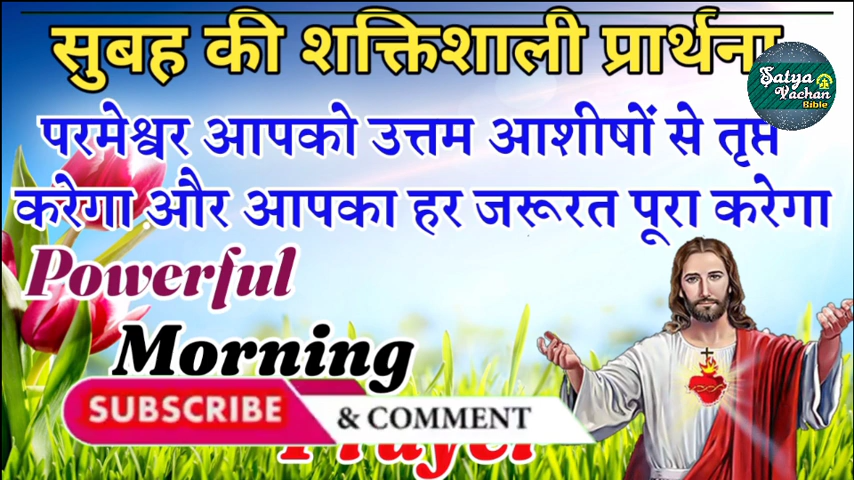 सुबह की शक्तिशाली प्रार्थना
Satya
Vachan
Bible
परमेश्वर आपको उत्तम आशीषों से तृप्त
करेगा और आपका हर जरूरत पूरा करेगा
Powerful
Morning
SUBSCRIBE & COMMENT
Prayer